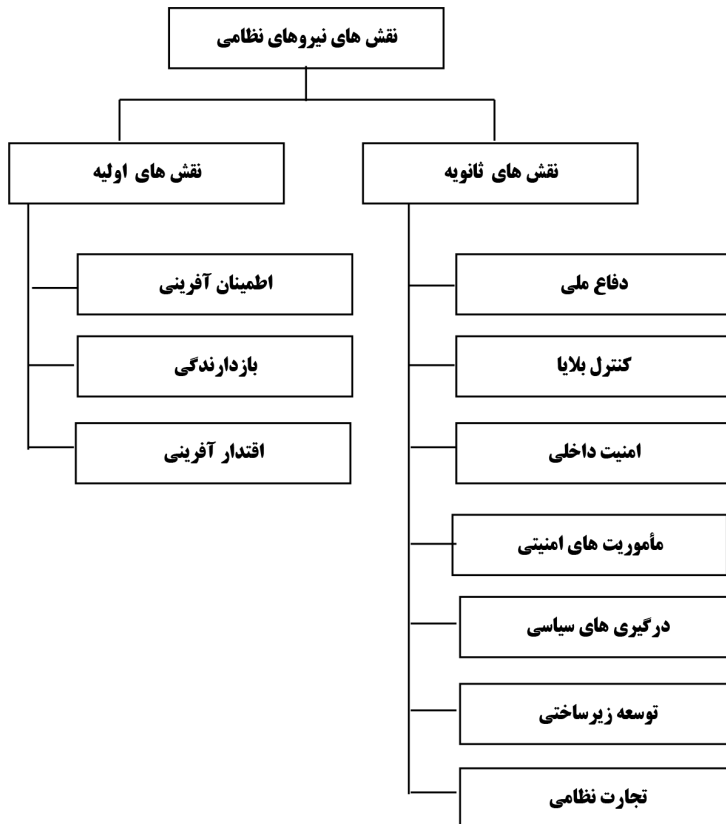 نقش های نیروهای نظامی
نقش های ثانویه
نقش های اولیه
دفاع ملی
کنترل بلایا
امنیت داخلی
مأموریت های امنیتی
درگیری های سیاسی
توسعه زیرساختی
تجارت نظامی
اطمینان آفرینی
بازدارندگی
اقتدار آفرینی